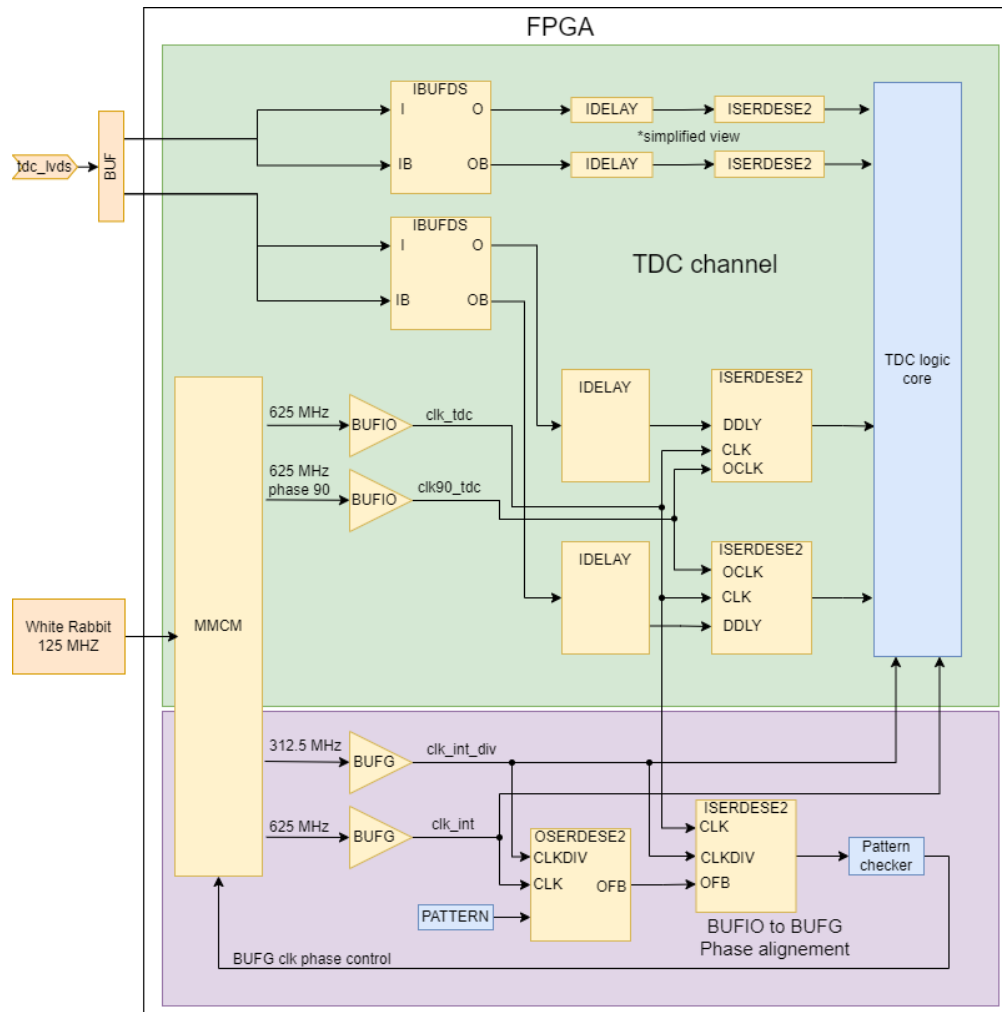 FPGA
IBUFDS
I
O
IB
OB
IDELAY
ISERDESE2
*simplified view
IDELAY
ISERDESE2
tdc_lvds
BUF
IBUFDS
I
O
IB
OB
TDC channel
TDC logic
core
IDELAY
ISERDESE2
DDLY
CLK
OCLK
625 MHz
BUFIO
clk_tdc
625 MHz
phase 90
BUFIO
clk90_tdc
IDELAY
ISERDESE2
OCLK
CLK
DDLY
White Rabbit
125 MHZ
MMCM
312.5 MHz
BUFG
clk_int_div
625 MHz
BUFG
clk_int
OSERDESE2
CLKDIV
CLK
OFB
PATTERN
ISERDESE2
CLK
CLKDIV
OFB
Pattern
checker
BUFIO to BUFG
Phase alignement
BUFG clk phase control